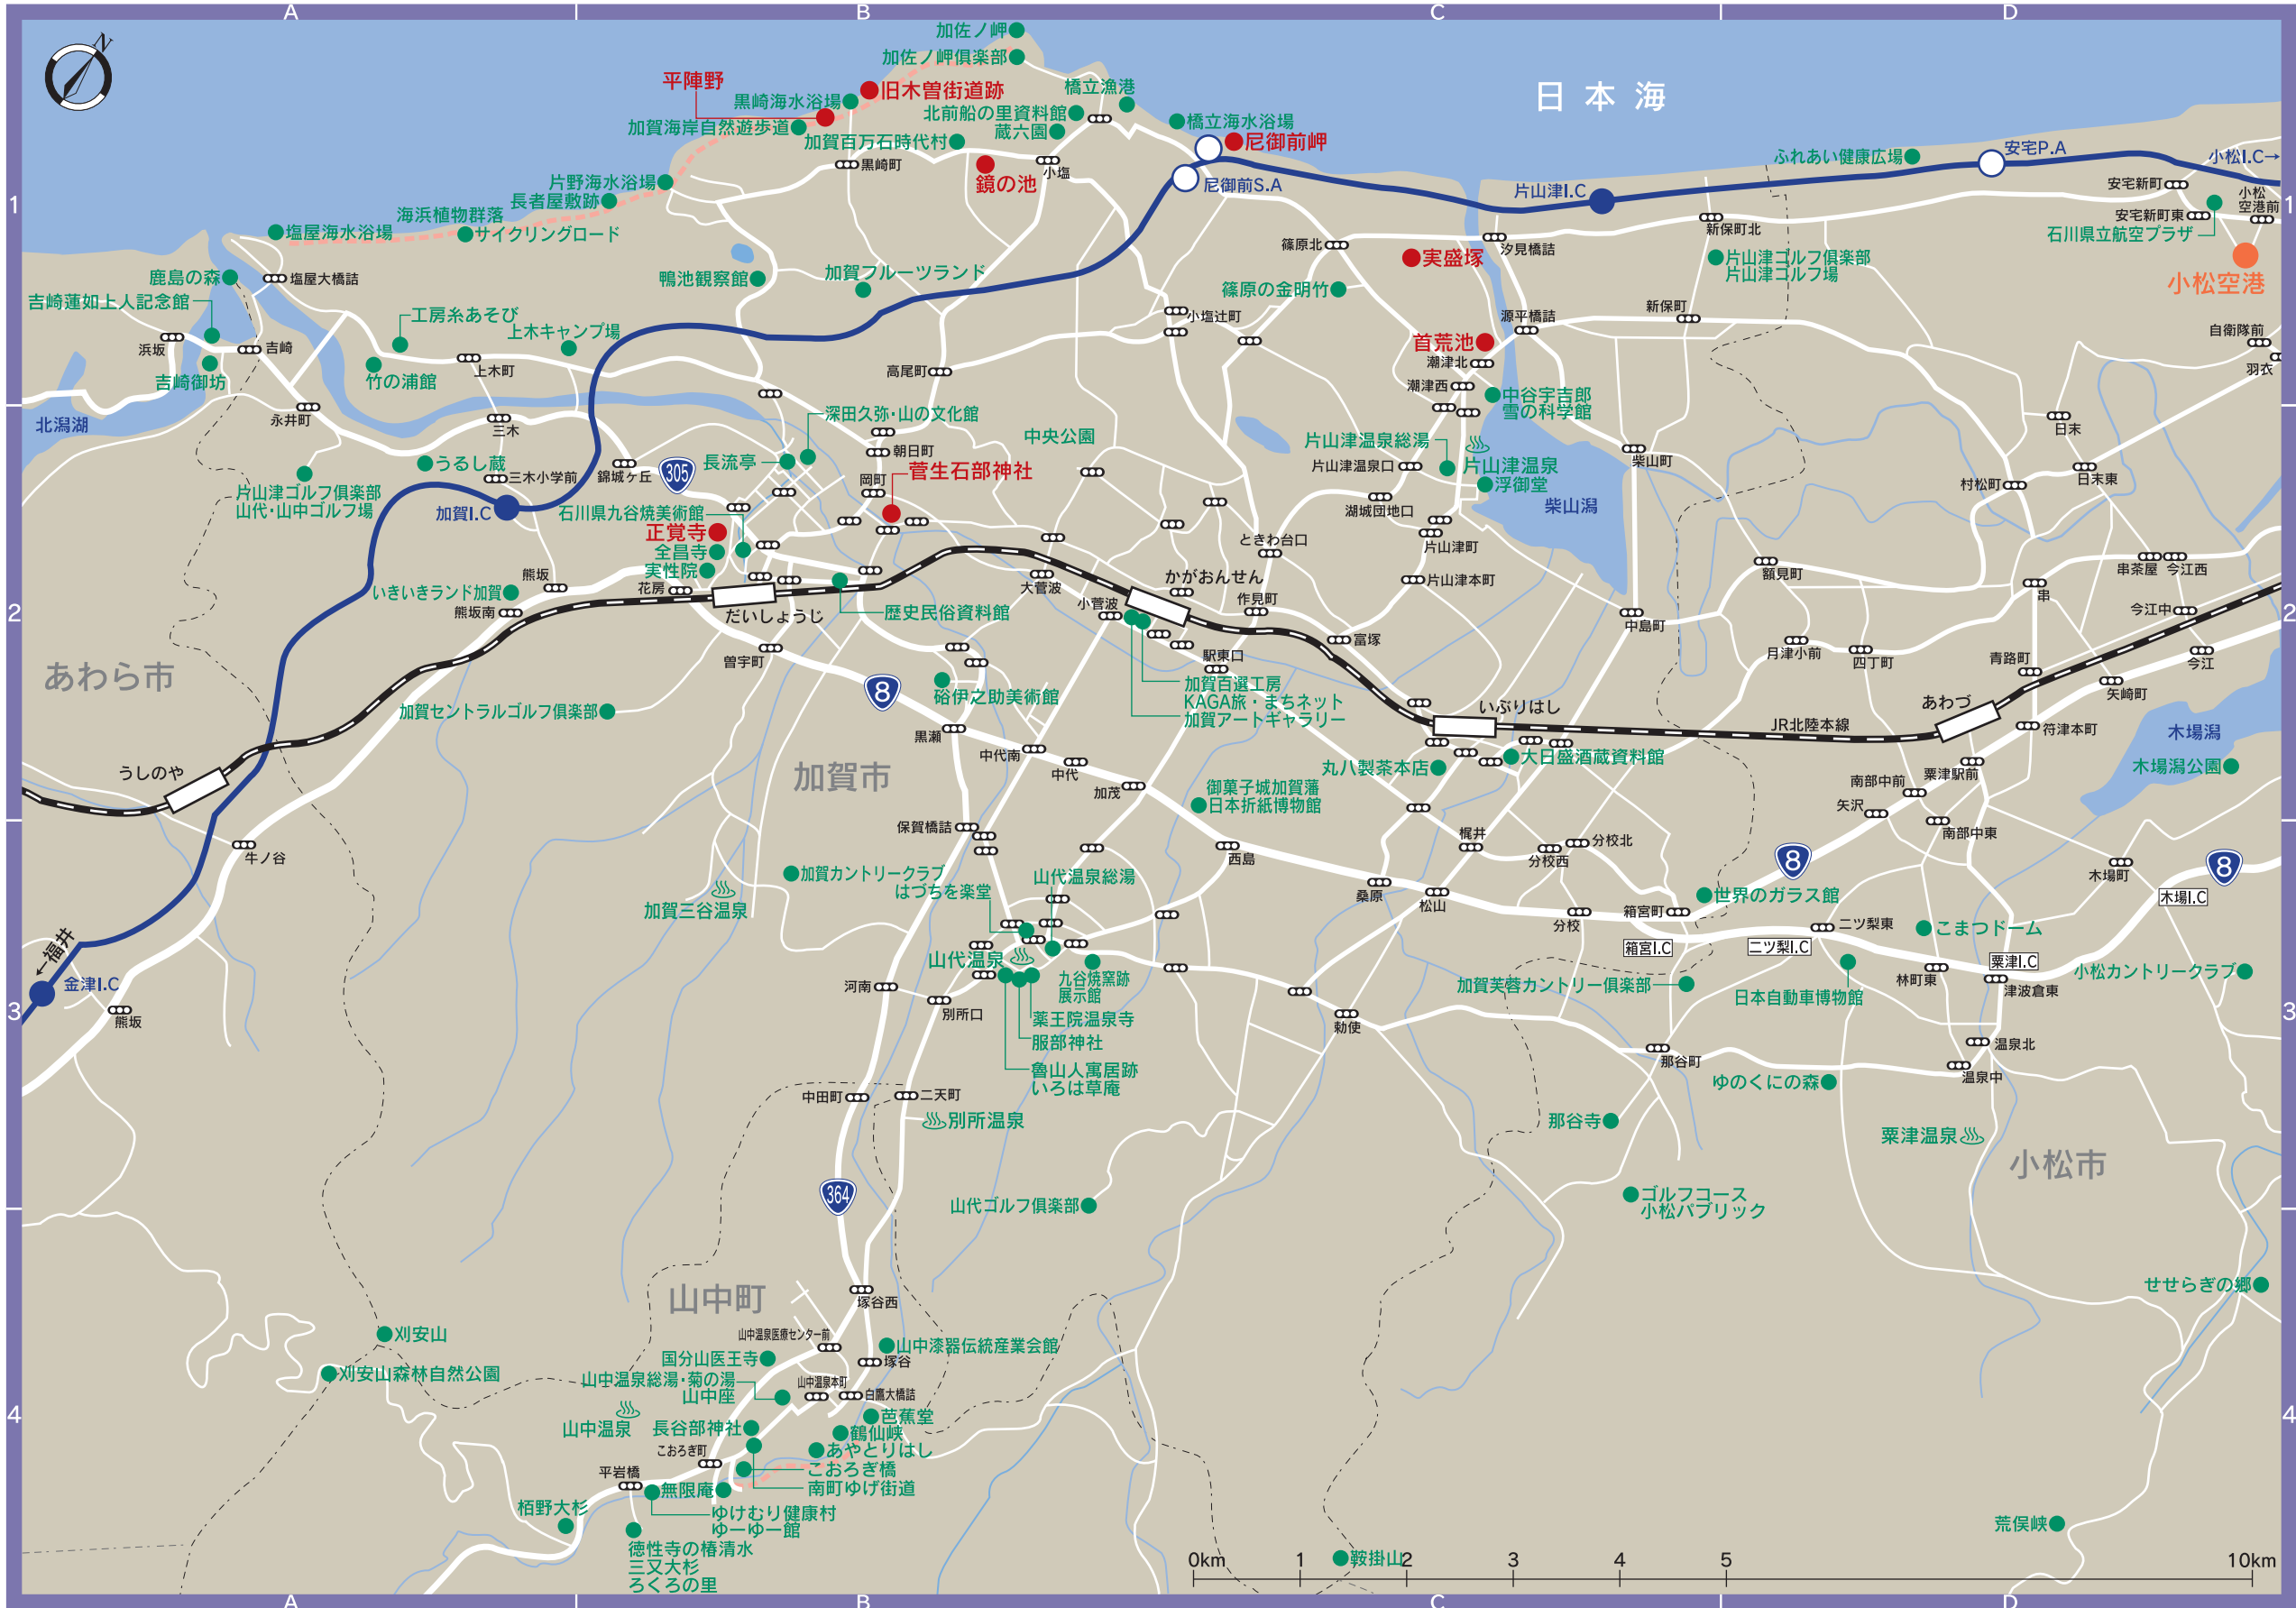 A
B
C
D
N
加佐ノ岬
加佐ノ岬倶楽部
平陣野
旧木曽街道跡
橋立漁港
黒崎海水浴場
北前船の里資料館
加賀海岸自然遊歩道
蔵六園
橋立海水浴場
加賀百万石時代村
尼御前岬
日本海
黒崎町
小塩
鏡の池
尼御前S.A
片山津I.C
ふれあい健康広場
安宅P.A
小松I.C→
片野海水浴場
長者屋敷跡
海浜植物群落
サイクリングロード
塩屋海水浴場
安宅新町
安宅新町東
小松
空港前
石川県立航空プラザ
小松空港
1
1
新保町北
汐見橋詰
篠原北
実盛塚
片山津ゴルフ倶楽部
片山津ゴルフ場
鹿島の森
塩屋大橋詰
吉崎蓮如上人記念館
鴨池観察館
加賀フルーツランド
篠原の金明竹
工房糸あそび
上木キャンプ場
小塩辻町
源平橋詰
新保町
自衛隊前
羽衣
浜坂
吉崎
吉崎御坊
竹の浦館
上木町
高尾町
首荒池
潮津北
潮津西
中谷宇吉郎
雪の科学館
北潟湖
永井町
三木
深田久弥・山の文化館
中央公園
朝日町
片山津温泉総湯
片山津温泉口
片山津温泉
浮御堂
柴山町
柴山潟
日末
日末東
村松町
うるし蔵
三木小学前
錦城ケ丘
305
長流亭
岡町
菅生石部神社
片山津ゴルフ倶楽部
山代・山中ゴルフ場
加賀I.C
石川県九谷焼美術館
正覚寺
全昌寺
実性院
湖城団地口
片山津町
ときわ台口
片山津本町
額見町
串茶屋
今江西
串
今江中
今江
いきいきランド加賀
熊坂
熊坂南
花房
だいしょうじ
歴史民俗資料館
大菅波
小菅波
かがおんせん
作見町
富塚
中島町
月津小前
四丁町
青路町
矢崎町
2
2
あわら市
曽宇町
8
硲伊之助美術館
駅東口
加賀百選工房
KAGA旅・まちネット
加賀アートギャラリー
いぶりはし
JR北陸本線
あわづ
符津本町
木場潟
木場潟公園
加賀セントラルゴルフ倶楽部
黒瀬
中代南
中代
加茂
うしのや
加賀市
御菓子城加賀藩
日本折紙博物館
丸八製茶本店
大日盛酒蔵資料館
南部中前
粟津駅前
矢沢
南部中東
牛ノ谷
保賀橋詰
西島
梶井
分校西
分校北
8
木場町
木場I.C
8
加賀カントリークラブ
はづちを楽堂
山代温泉総湯
加賀三谷温泉
桑原
松山
分校
箱宮町
世界のガラス館
箱宮I.C
二ツ梨I.C
二ツ梨東
こまつドーム
粟津I.C
←福井
金津I.C
山代温泉
九谷焼窯跡
展示館
薬王院温泉寺
服部神社
魯山人寓居跡
いろは草庵
河南
別所口
勅使
加賀芙蓉カントリー倶楽部
日本自動車博物館
林町東
津波倉東
小松カントリークラブ
3
3
熊坂
那谷町
温泉北
温泉中
ゆのくにの森
中田町
二天町
別所温泉
那谷寺
粟津温泉
小松市
364
山代ゴルフ倶楽部
ゴルフコース
小松パブリック
山中町
塚谷西
せせらぎの郷
刈安山
刈安山森林自然公園
山中温泉医療センター前
山中漆器伝統産業会館
国分山医王寺
塚谷
山中温泉総湯・菊の湯
山中座
山中温泉本町
白鷹大橋詰
4
4
山中温泉
長谷部神社
芭蕉堂
鶴仙峡
あやとりはし
こおろぎ町
こおろぎ橋
南町ゆげ街道
平岩橋
無限庵
ゆけむり健康村
ゆーゆー館
栢野大杉
徳性寺の椿清水
三又大杉
ろくろの里
荒俣峡
鞍掛山
0km
1
2
3
4
5
10km
A
B
C
D